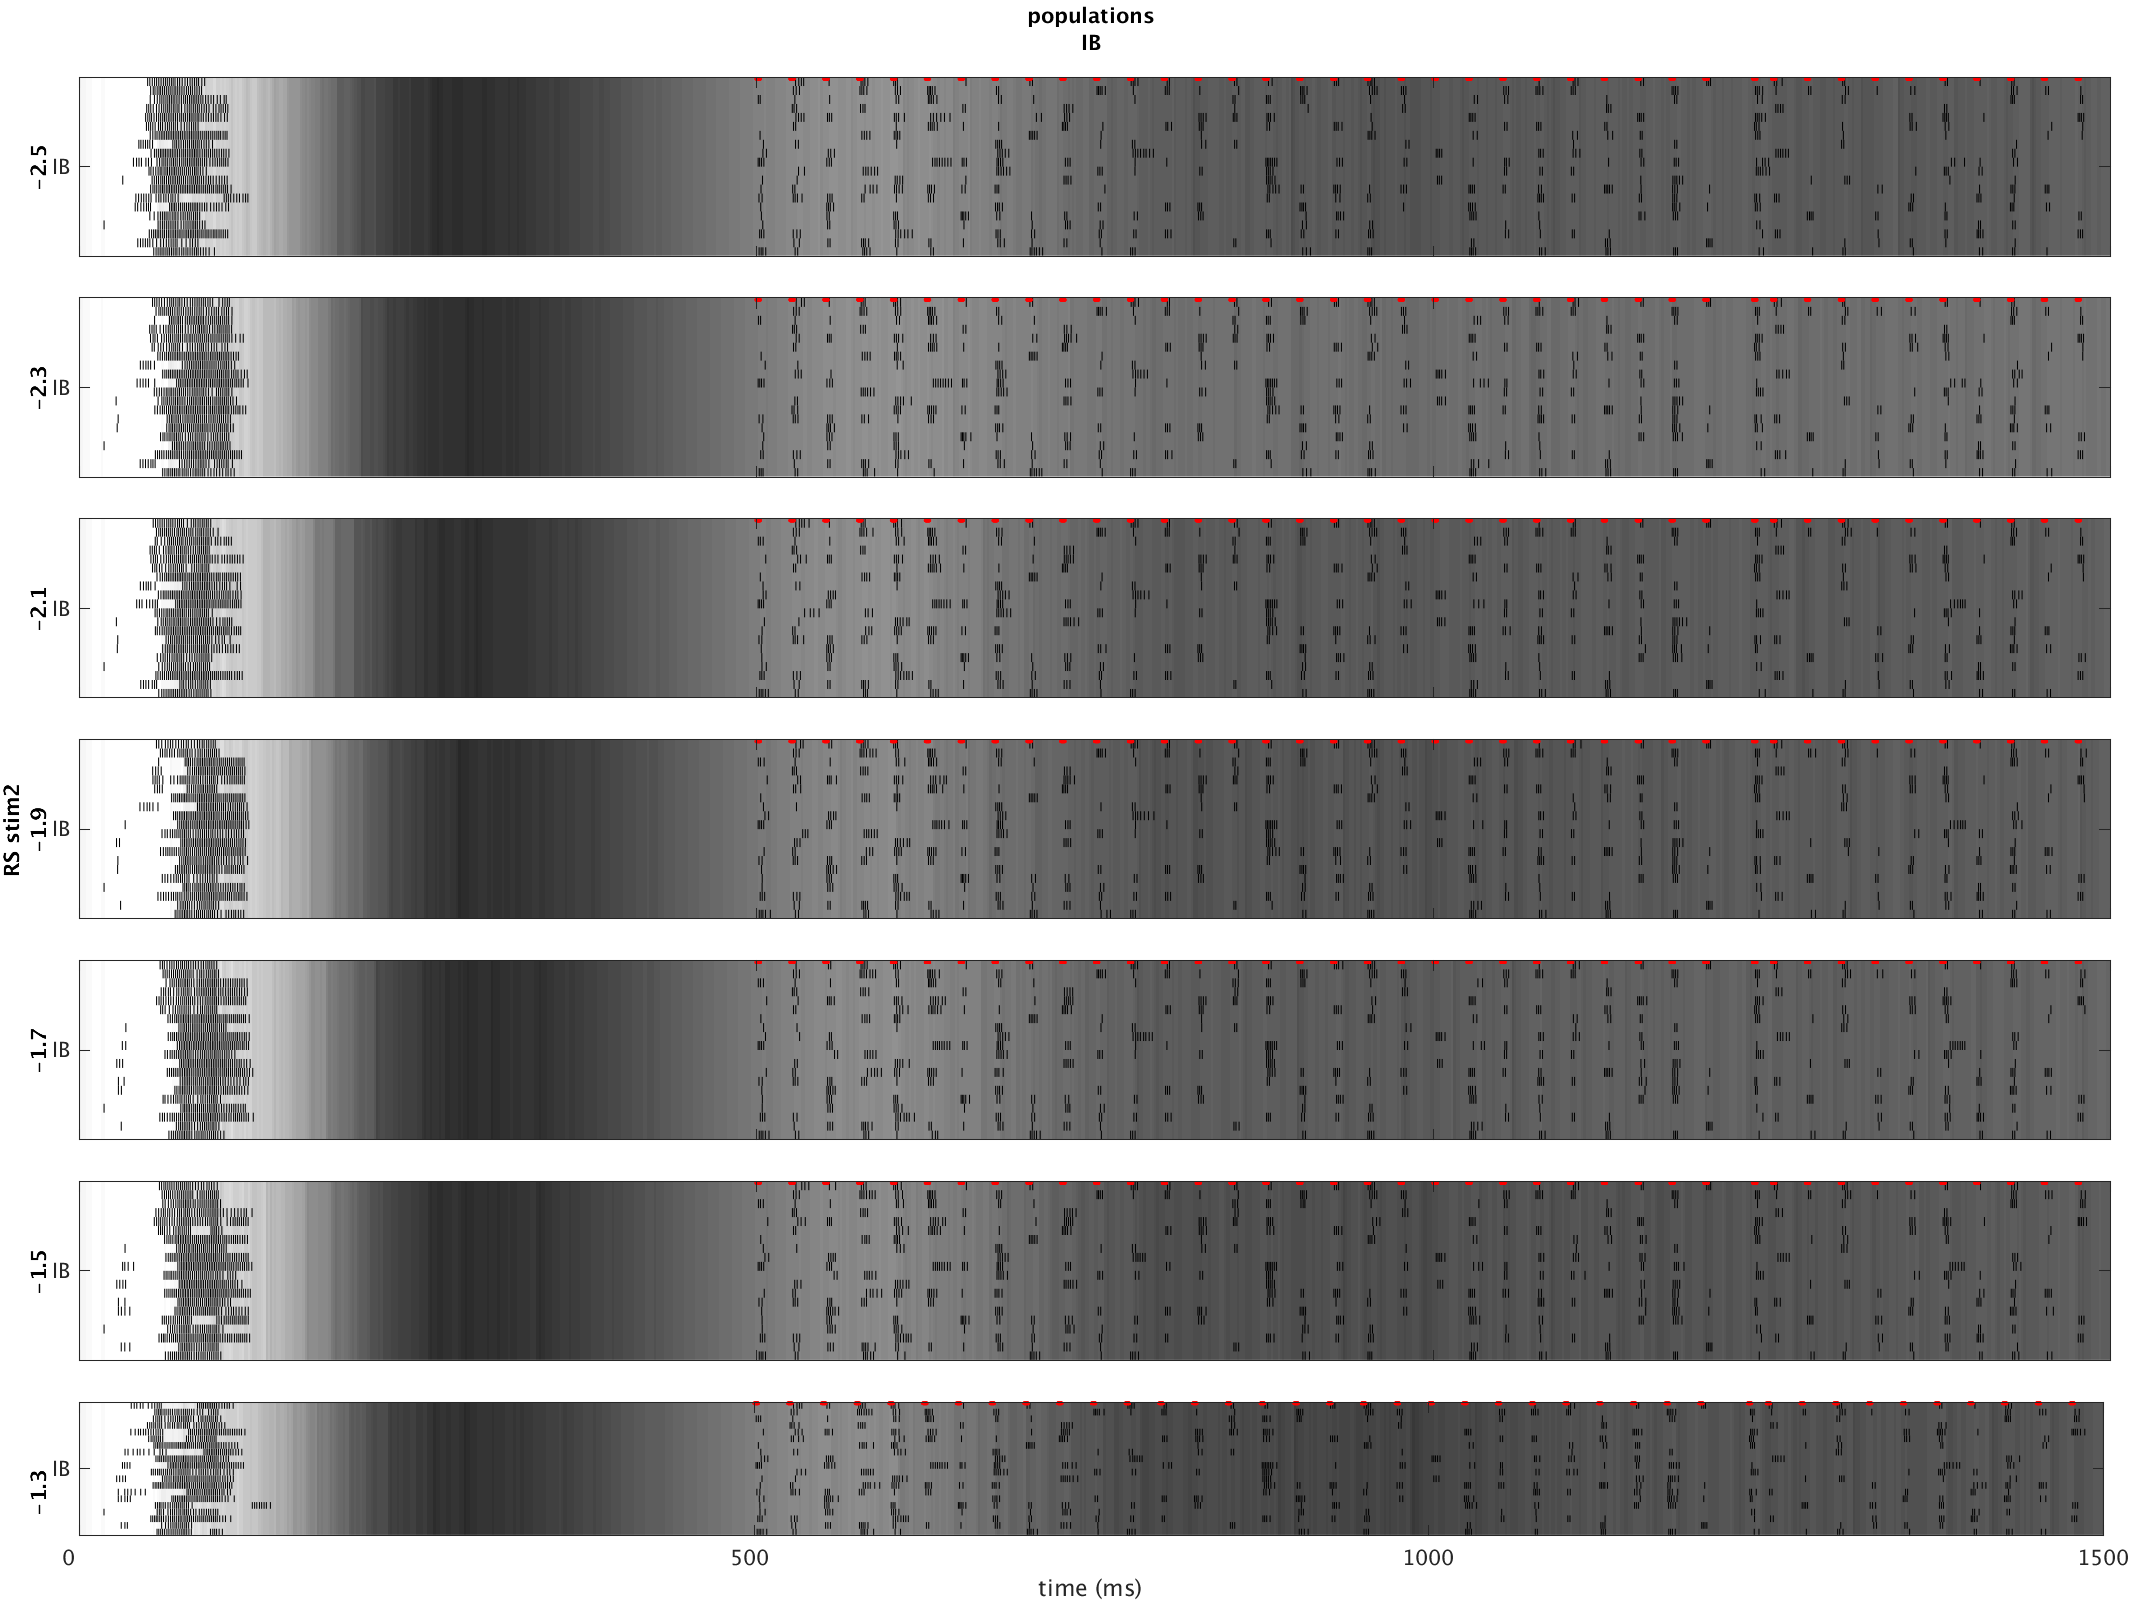 populations
IB
RS stim2
-2.5 IB
-2.3 IB
-2.1 IB
-1.9 IB
-1.7 IB
-1.5 IB
-1.3 IB
0 500 1000 1500
time (ms)